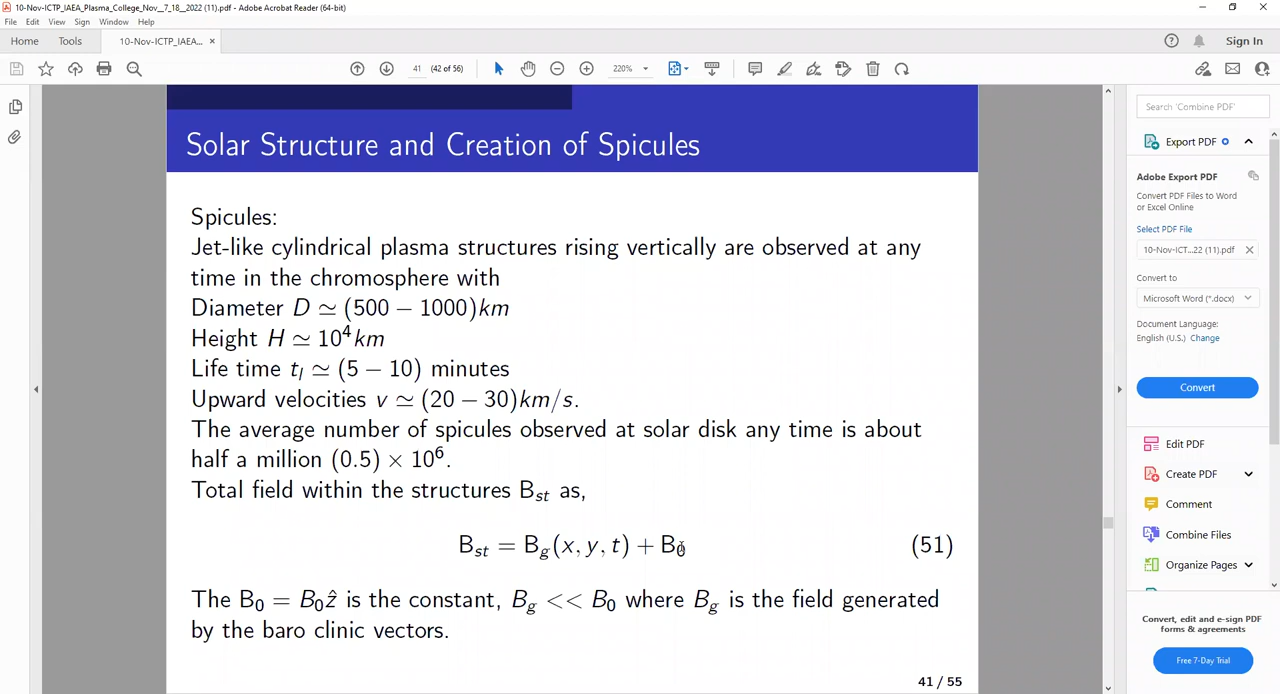 10-Nov-ICTP_IAEA_Plasma_College_Nov__7_18__2022 (11).pdf - Adobe Acrobat Reader (64-bit)
File Edit View Sign Window Help
Home Tools 10-Nov-ICTP_IAEA... × Sign In
41 (42 of 56) 220%
Search 'Combine PDF'
Export PDF
Adobe Export PDF
Convert PDF Files to Word
or Excel Online
Select PDF File
10-Nov-ICT...22 (11).pdf
Convert to
Microsoft Word (*.docx)
Document Language:
English (U.S.) Change
Convert
Edit PDF
Create PDF
Comment
Combine Files
Organize Pages
Convert, edit and e-sign PDF
forms & agreements
Free 7-Day Trial
Solar Structure and Creation of Spicules
Spicules:
Jet-like cylindrical plasma structures rising vertically are observed at any
time in the chromosphere with
Diameter D ≃ (500 − 1000)km
Height H ≃ 10⁴km
Life time tₗ ≃ (5 − 10) minutes
Upward velocities v ≃ (20 − 30)km/s.
The average number of spicules observed at solar disk any time is about
half a million (0.5) × 10⁶.
Total field within the structures B_st as,
B_st = B_g(x, y, t) + B₀ (51)
The B₀ = B₀ẑ is the constant, B_g << B₀ where B_g is the field generated
by the baro clinic vectors.
41 / 55